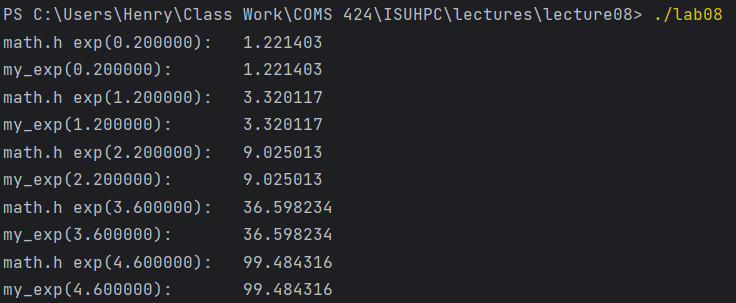 PS C:\Users\Henry\Class Work\COMS 424\ISUHPC\lectures\lecture08> ./lab08
math.h exp(0.200000):   1.221403
my_exp(0.200000):       1.221403
math.h exp(1.200000):   3.320117
my_exp(1.200000):       3.320117
math.h exp(2.200000):   9.025013
my_exp(2.200000):       9.025013
math.h exp(3.600000):   36.598234
my_exp(3.600000):       36.598234
math.h exp(4.600000):   99.484316
my_exp(4.600000):       99.484316